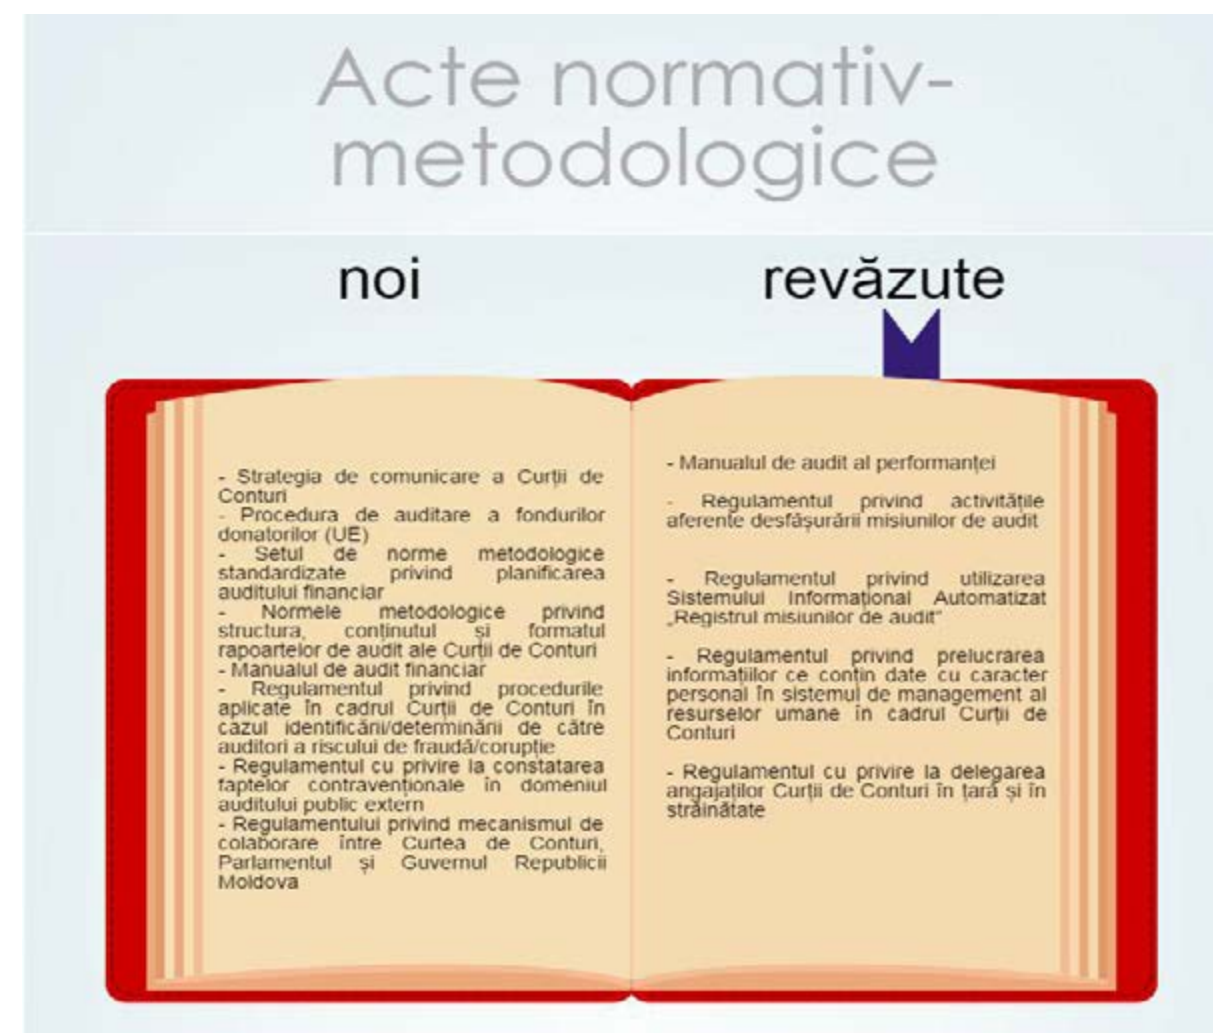 Acte normativ-
metodologice
noi
revăzute
- Strategia de comunicare a Curții de
Conturi
- Procedura de auditare a fondurilor
donatorilor (UE)
- Setul de norme metodologice
standardizate privind planificarea
auditului financiar
- Normele metodologice privind
structura, conținutul și formatul
rapoartelor de audit ale Curții de Conturi
- Manualul de audit financiar
- Regulamentul privind procedurile
aplicate în cadrul Curții de Conturi în
cazul identificării/determinării de către
auditori a riscului de fraudă/corupție
- Regulamentul cu privire la constatarea
faptelor contravenționale în domeniul
auditului public extern
- Regulamentului privind mecanismul de
colaborare între Curtea de Conturi,
Parlamentul și Guvernul Republicii
Moldova
- Manualul de audit al performanței
- Regulamentul privind activitățile
aferente desfășurării misiunilor de audit
- Regulamentul privind utilizarea
Sistemului Informațional Automatizat
„Registrul misiunilor de audit”
- Regulamentul privind prelucrarea
informațiilor ce conțin date cu caracter
personal în sistemul de management al
resurselor umane în cadrul Curții de
Conturi
- Regulamentul cu privire la delegarea
angajaților Curții de Conturi în țară și în
străinătate